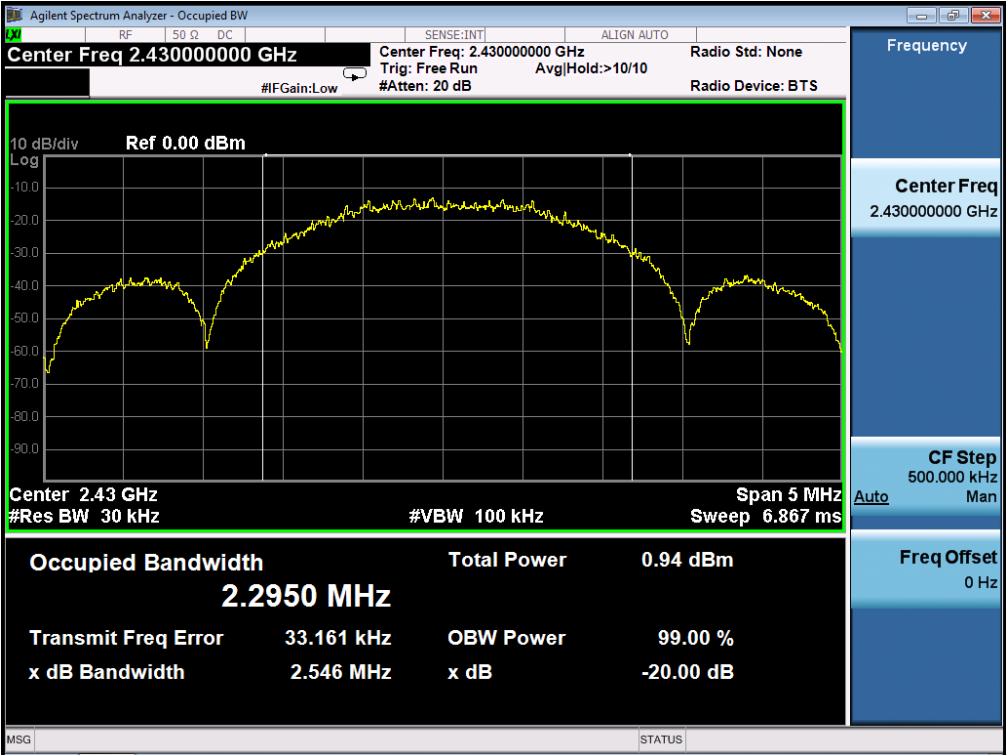 Agilent Spectrum Analyzer - Occupied BW
LXI RF 50 Ω DC SENSE:INT ALIGN AUTO
Center Freq 2.430000000 GHz
Center Freq: 2.430000000 GHz Radio Std: None
Trig: Free Run Avg|Hold:>10/10
#IFGain:Low #Atten: 20 dB Radio Device: BTS
10 dB/div Ref 0.00 dBm
Log
-10.0
-20.0
-30.0
-40.0
-50.0
-60.0
-70.0
-80.0
-90.0
Center 2.43 GHz Span 5 MHz
#Res BW 30 kHz #VBW 100 kHz Sweep 6.867 ms
Occupied Bandwidth Total Power 0.94 dBm
2.2950 MHz
Transmit Freq Error 33.161 kHz OBW Power 99.00 %
x dB Bandwidth 2.546 MHz x dB -20.00 dB
MSG STATUS
Frequency
Center Freq
2.430000000 GHz
CF Step
500.000 kHz
Auto Man
Freq Offset
0 Hz